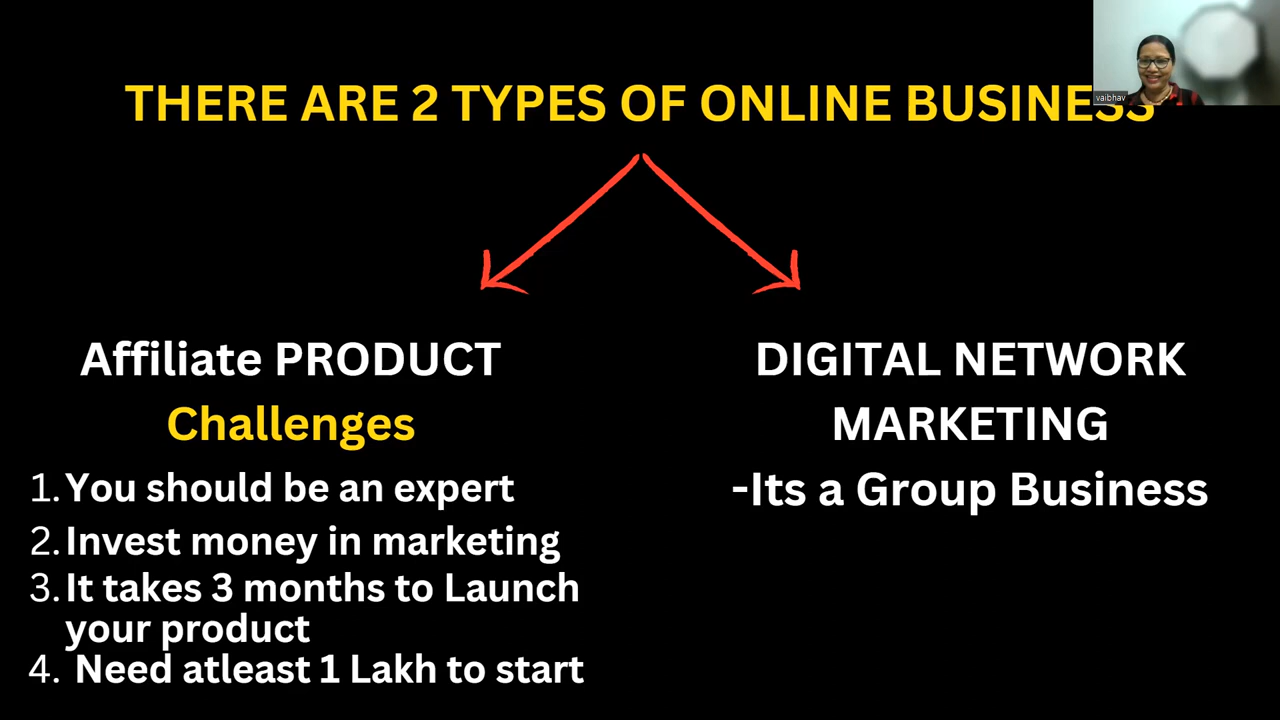 THERE ARE 2 TYPES OF ONLINE BUSINESS
vaibhav
Affiliate PRODUCT
Challenges
1. You should be an expert
2. Invest money in marketing
3. It takes 3 months to Launch
your product
4. Need atleast 1 Lakh to start
DIGITAL NETWORK
MARKETING
-Its a Group Business